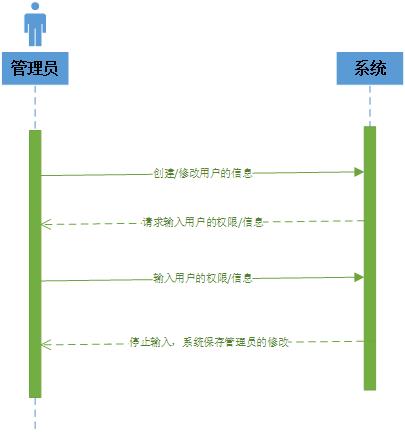 管理员
系统
创建/修改用户的信息
请求输入用户的权限/信息
输入用户的权限/信息
停止输入，系统保存管理员的修改